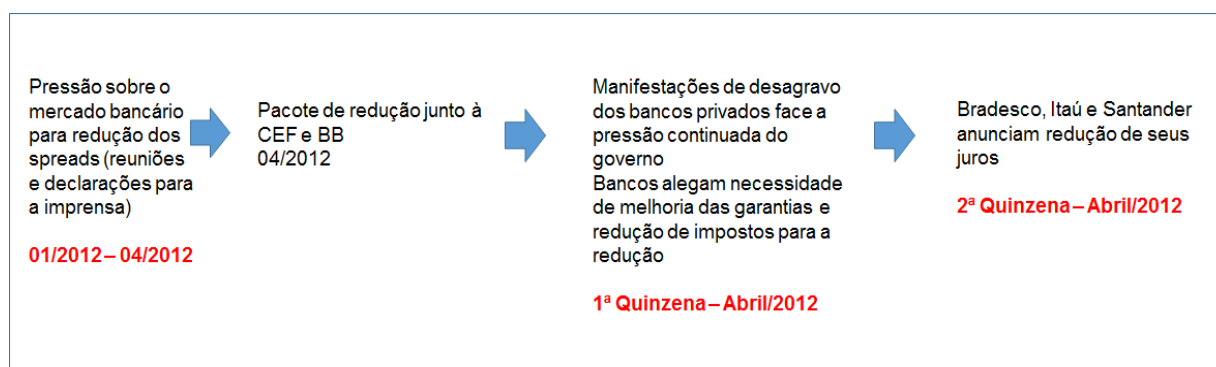 Pressão sobre o
mercado bancário
para redução dos
spreads (reuniões
e declarações para
a imprensa)
01/2012 – 04/2012
Pacote de redução junto à
CEF e BB
04/2012
Manifestações de desagravo
dos bancos privados face a
pressão continuada do
governo
Bancos alegam necessidade
de melhoria das garantias e
redução de impostos para a
redução
1ª Quinzena – Abril/2012
Bradesco, Itaú e Santander
anunciam redução de seus
juros
2ª Quinzena – Abril/2012